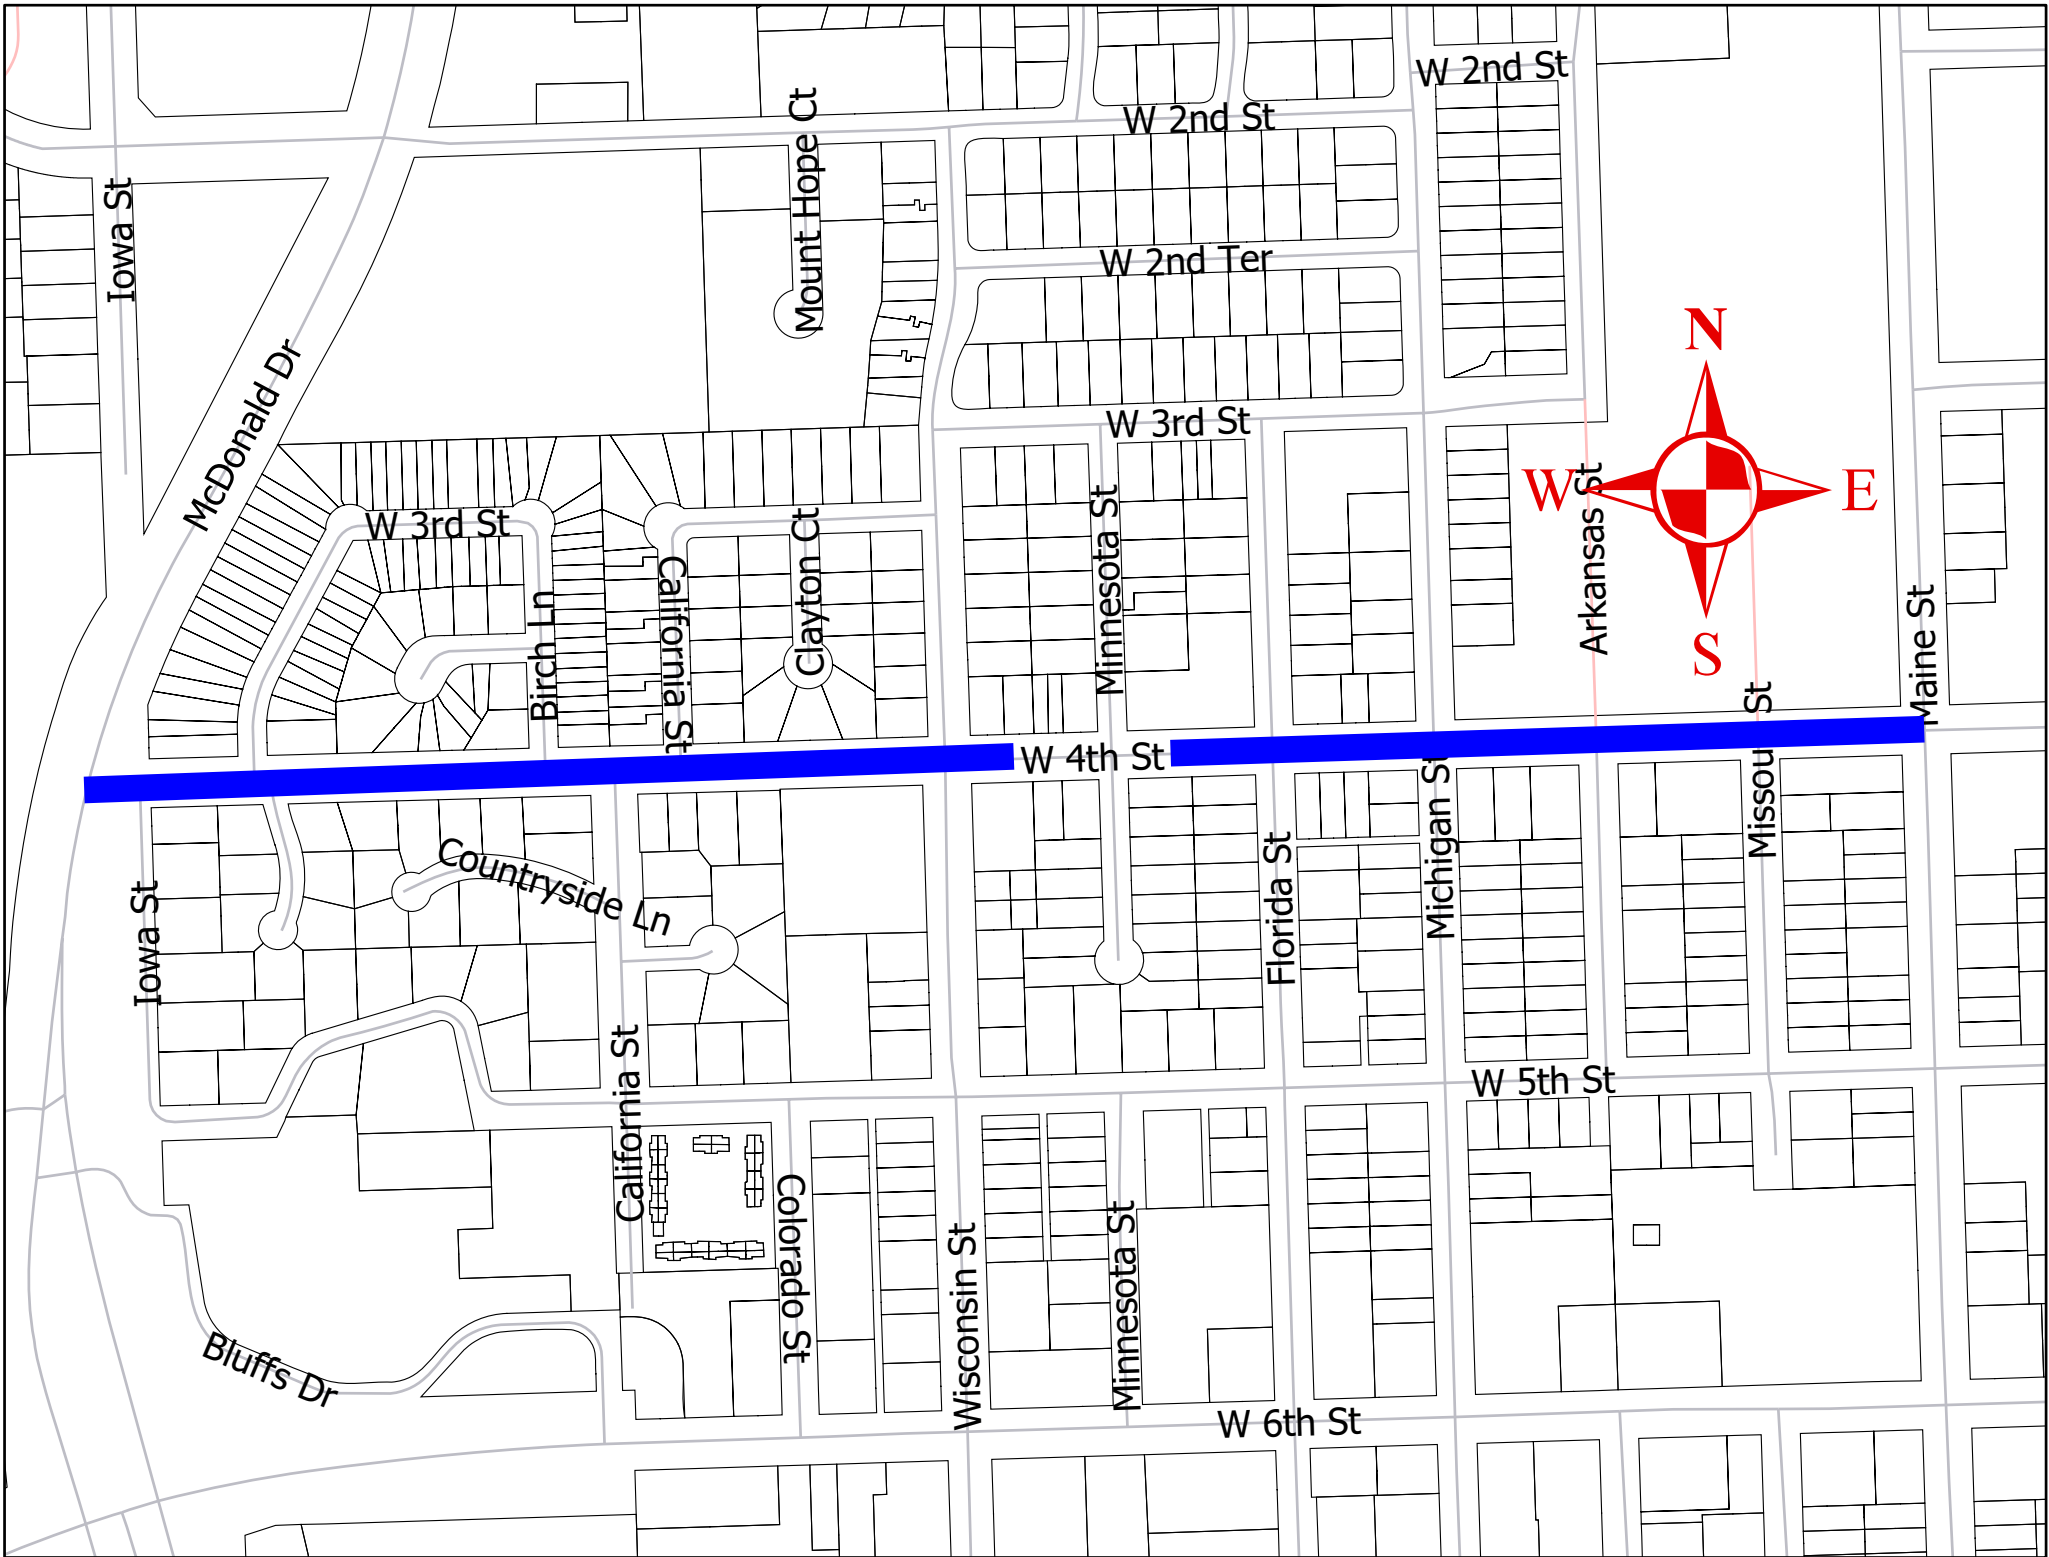 W 2nd St
W 2nd St
Mount Hope Ct
Iowa St
W 2nd Ter
N
McDonald Dr
W 3rd St
W
E
W 3rd St
Minnesota St
Arkansas St
Clayton Ct
California St
Birch Ln
S
Maine St
W 4th St
Missou St
Michigan St
Countryside Ln
Florida St
Iowa St
W 5th St
California St
Colorado St
Wisconsin St
Minnesota St
Bluffs Dr
W 6th St